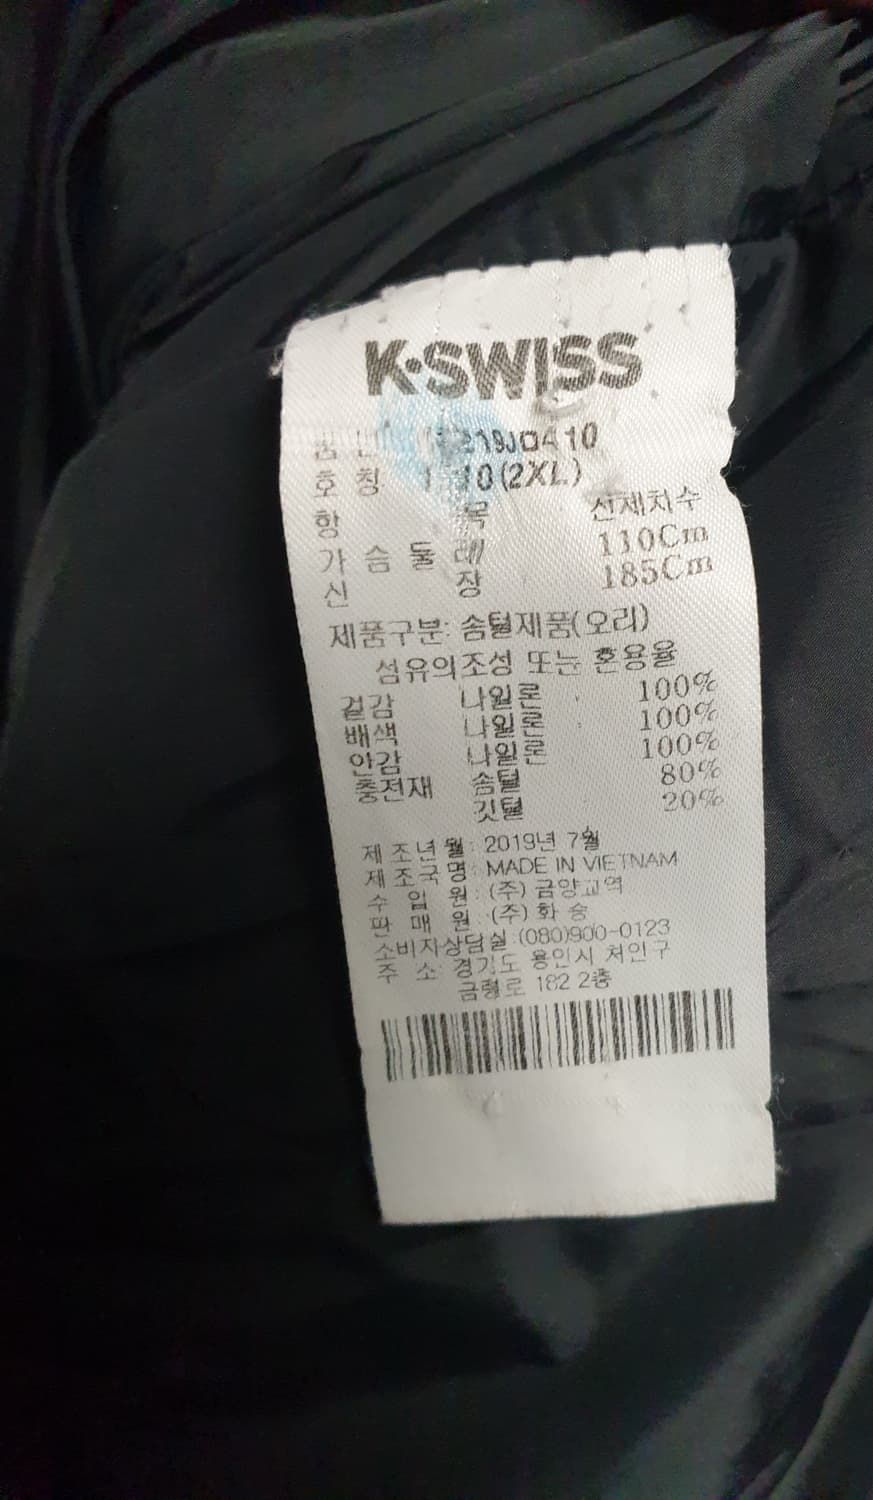 K·SWISS
품 번
호 칭 110(2XL)
항 목 신체치수
가 슴 둘 레 110Cm
신 장 185Cm
제품구분: 솜털제품(오리)
섬유의조성 또는 혼용율
겉감 나일론 100%
배색 나일론 100%
안감 나일론 100%
충전재 솜털 80%
깃털 20%
제 조 년 월 : 2019년 7월
제 조 국 명 : MADE IN VIETNAM
수 입 원 : (주) 금양교역
판 매 원 : (주) 화 승
소비자상담실 : (080)900-0123
주 소 : 경기도 용인시 처인구
금령로 182 2층